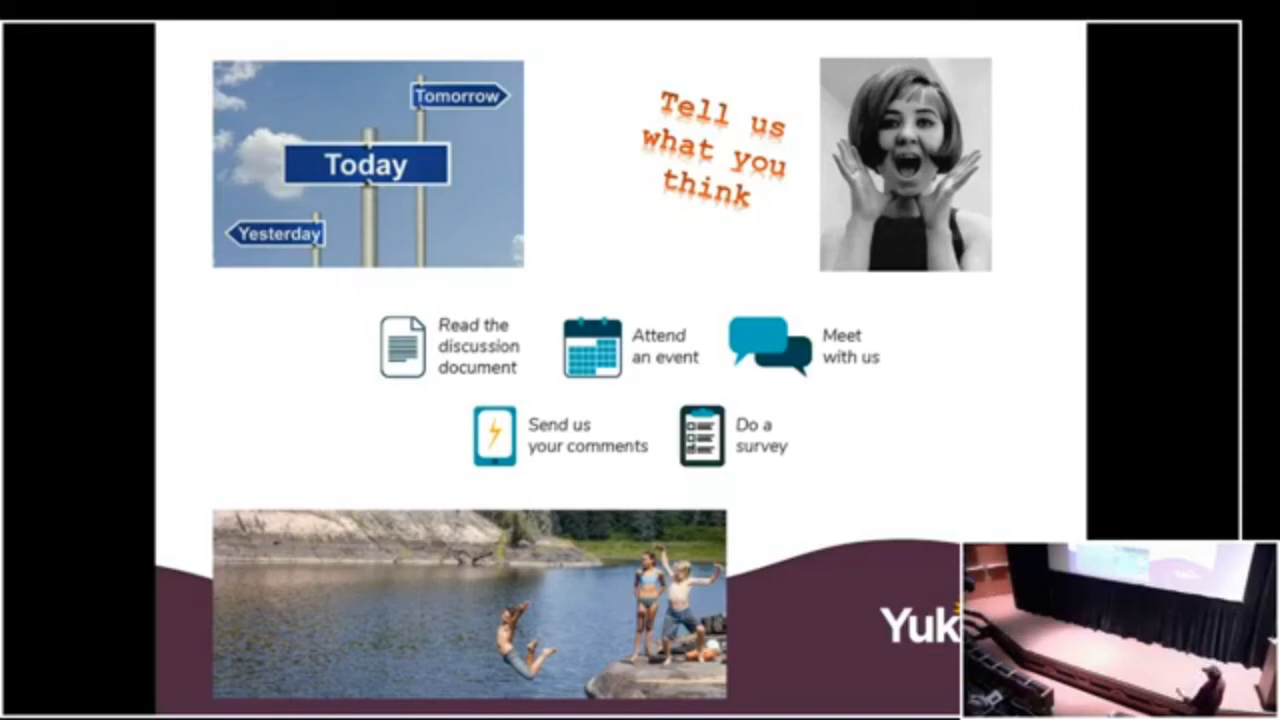 Tomorrow
Today
Yesterday
Tell us
what you
think
Read the
discussion
document
Attend
an event
Meet
with us
Send us
your comments
Do a
survey
Yuk